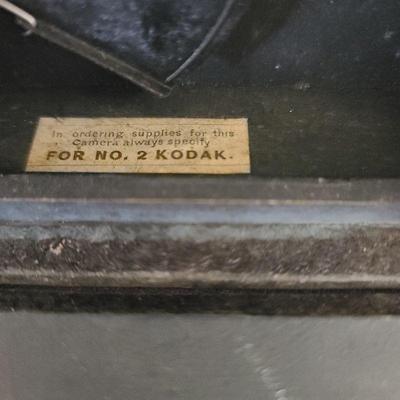 In ordering supplies for this
Camera always specify
FOR NO. 2 KODAK.